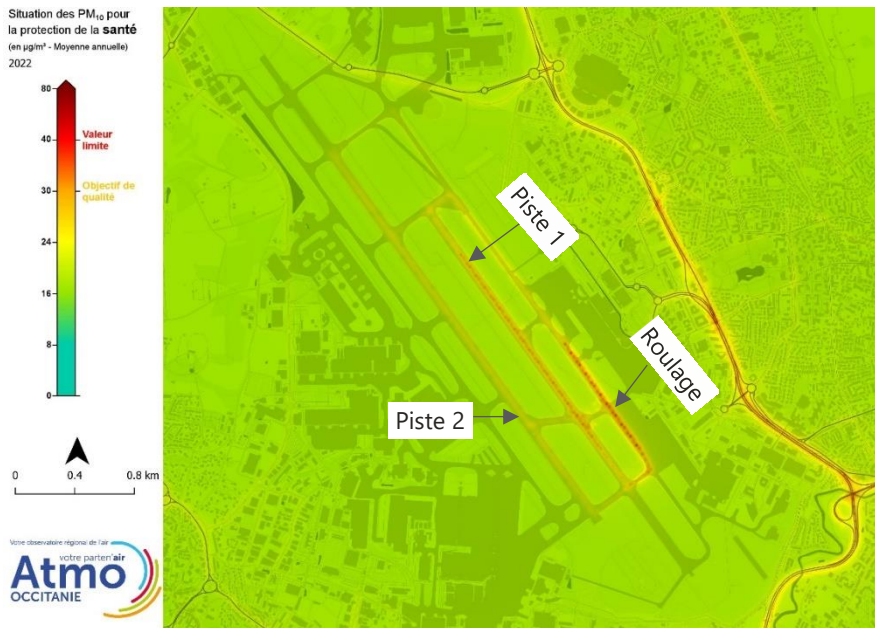 Situation des PM₁₀ pour
la protection de la santé
(en µg/m³ - Moyenne annuelle)
2022
80
40
Valeur
limite
30
Objectif de
qualité
24
16
8
0
0 0.4 0.8 km
Votre observatoire régional de l'air
votre parten'air
Atmo
OCCITANIE
Piste 1
Roulage
Piste 2